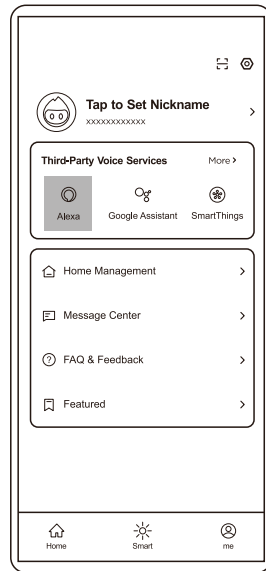 Tap to Set Nickname
xxxxxxxxxxxx
Third-Party Voice Services More
Alexa Google Assistant SmartThings
Home Management
Message Center
FAQ & Feedback
Featured
Home Smart me